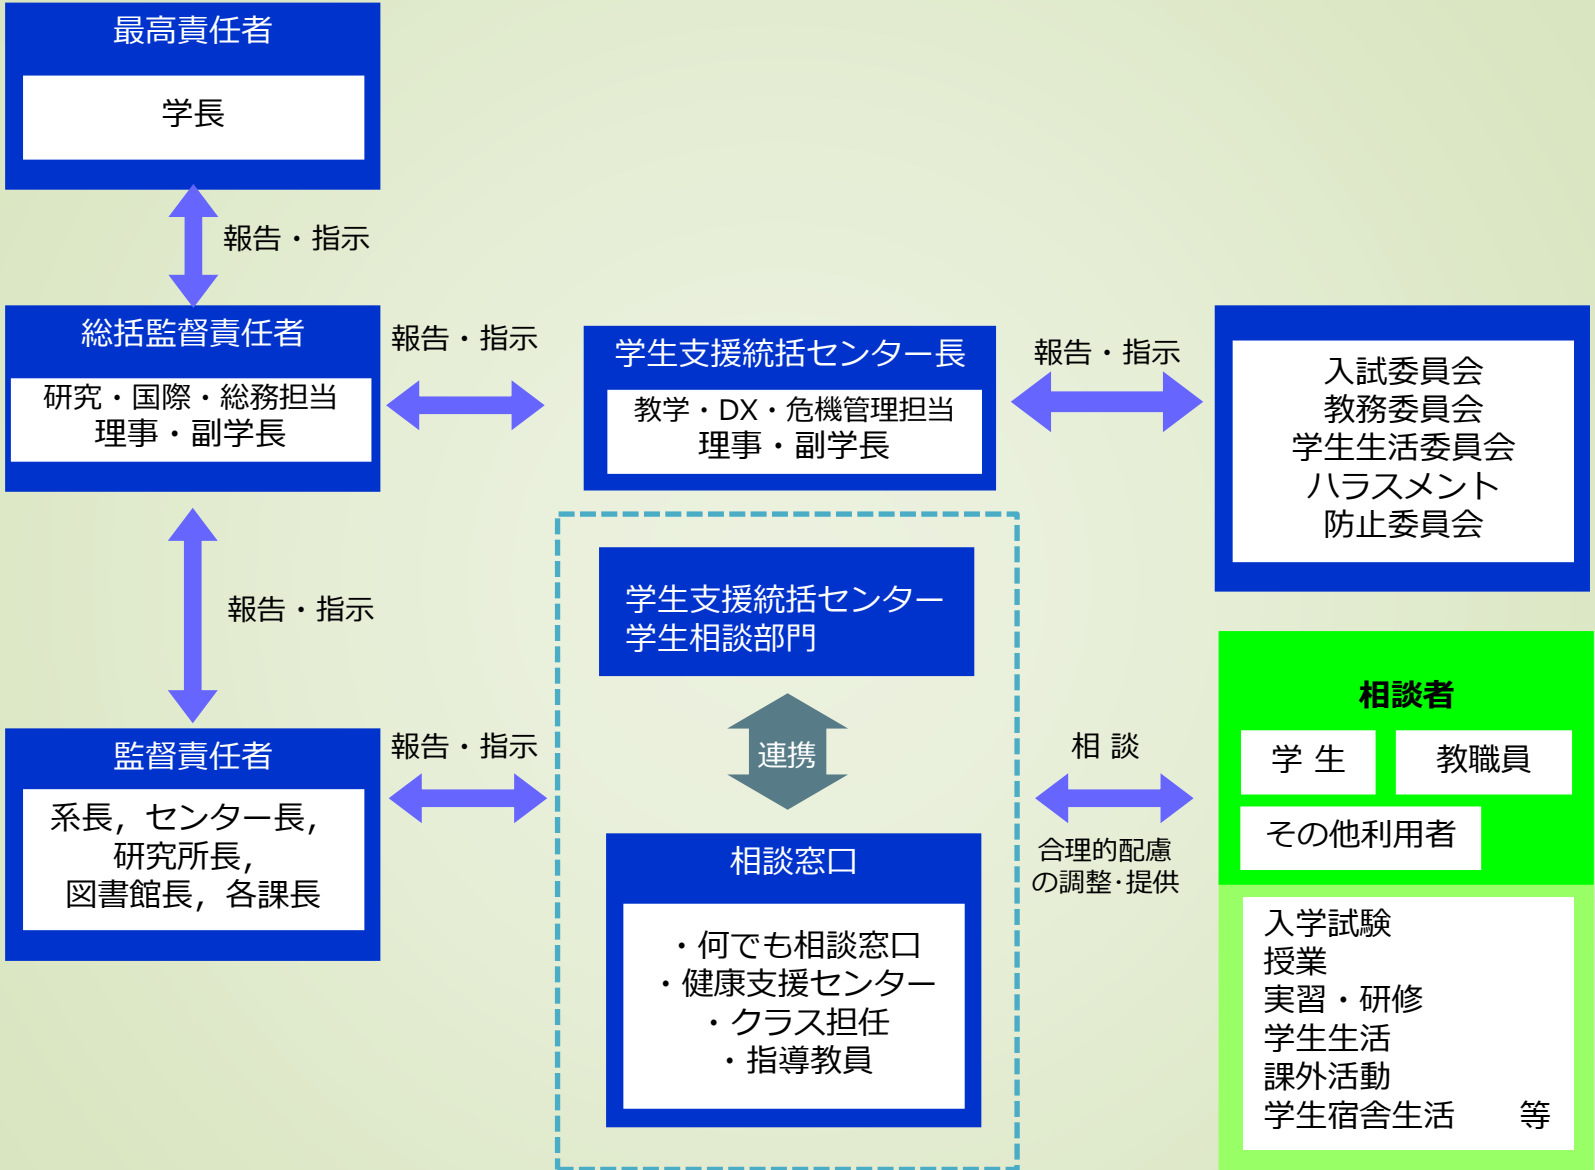 最高責任者
学長
報告・指示
総括監督責任者
研究・国際・総務担当
理事・副学長
報告・指示
学生支援統括センター長
教学・DX・危機管理担当
理事・副学長
報告・指示
入試委員会
教務委員会
学生生活委員会
ハラスメント
防止委員会
報告・指示
学生支援統括センター
学生相談部門
連携
監督責任者
系長，センター長，
研究所長，
図書館長，各課長
報告・指示
相談窓口
・何でも相談窓口
・健康支援センター
・クラス担任
・指導教員
相 談
合理的配慮
の調整･提供
相談者
学 生
教職員
その他利用者
入学試験
授業
実習・研修
学生生活
課外活動
学生宿舎生活　　等